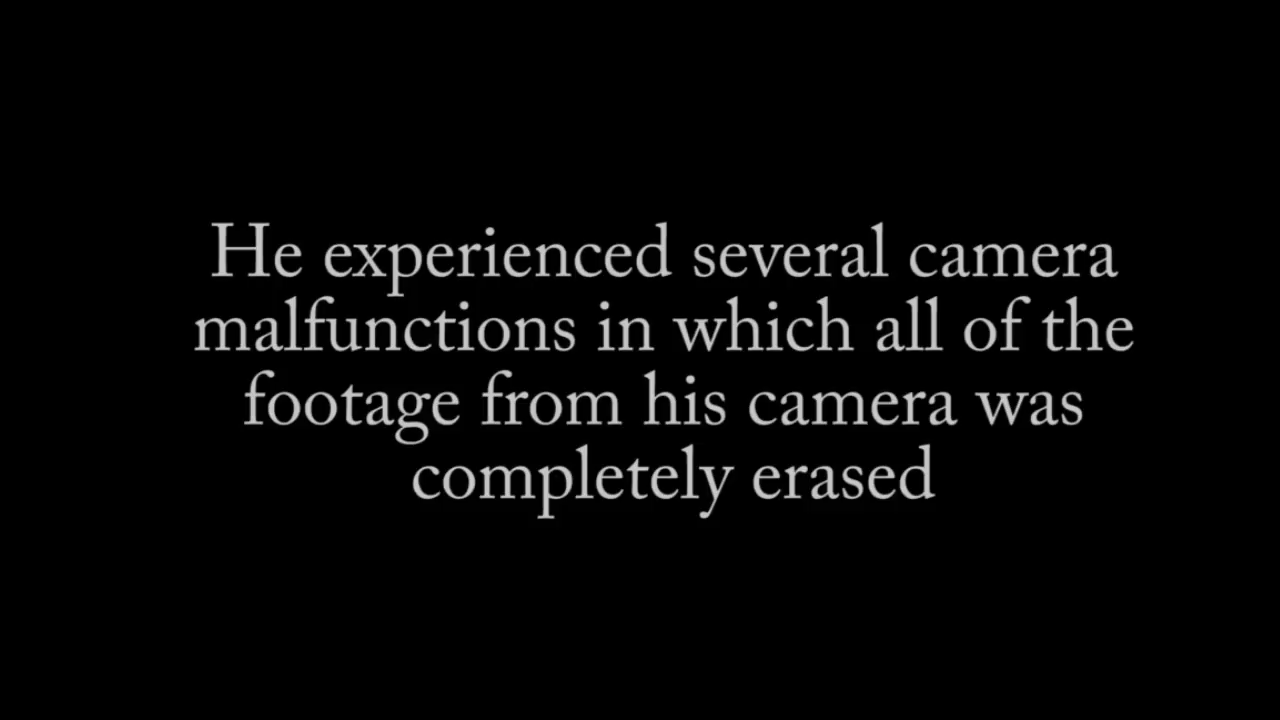 He experienced several camera
malfunctions in which all of the
footage from his camera was
completely erased